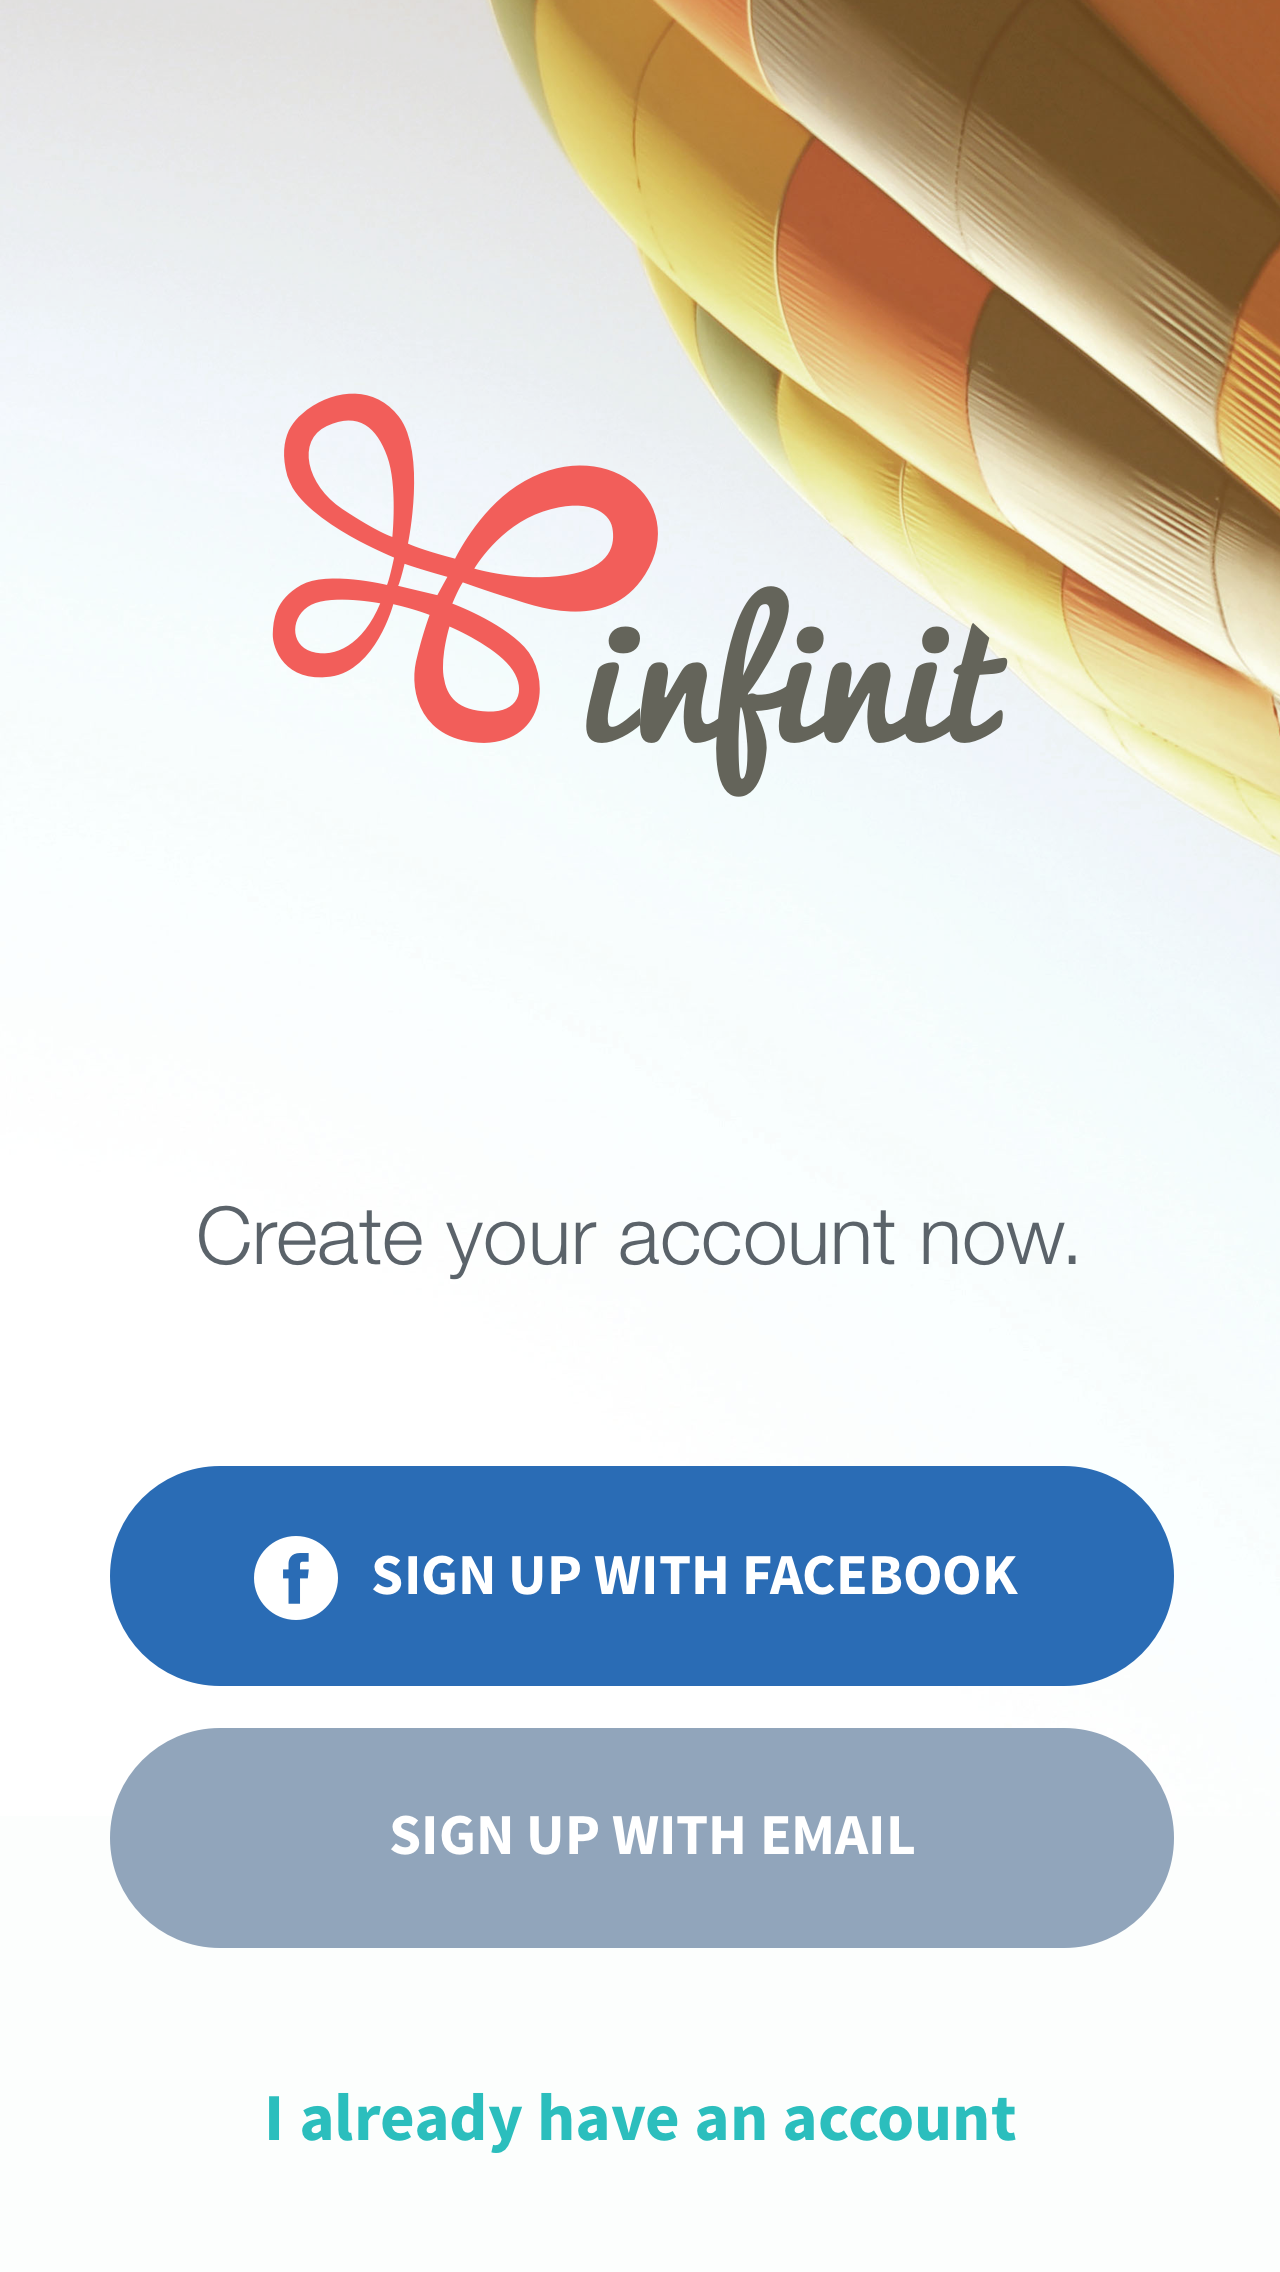 infinit
Create your account now.
f SIGN UP WITH FACEBOOK
SIGN UP WITH EMAIL
I already have an account